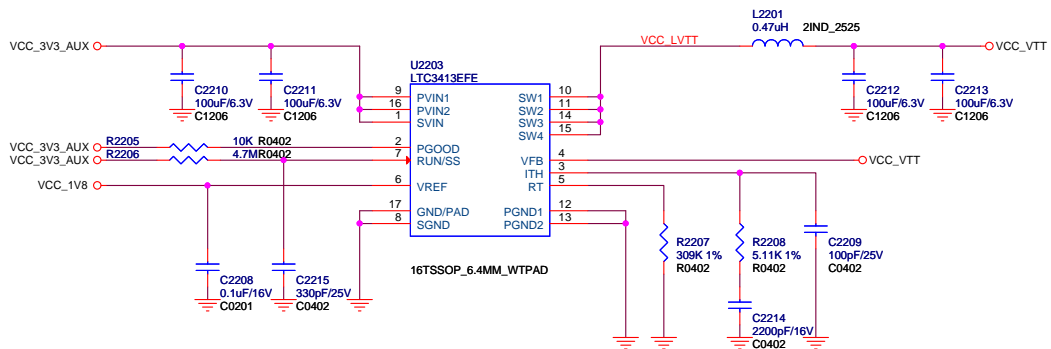 L2201
0.47uH 2IND_2525
VCC_3V3_AUX
VCC_LVTT
VCC_VTT
U2203
LTC3413EFE
C2210
100uF/6.3V
C1206
C2211
100uF/6.3V
C1206
9 PVIN1
16 PVIN2
1 SVIN
SW1 10
SW2 11
SW3 14
SW4 15
C2212
100uF/6.3V
C1206
C2213
100uF/6.3V
C1206
VCC_3V3_AUX R2205 10K R0402 2 PGOOD
VCC_3V3_AUX R2206 4.7M R0402 7 RUN/SS
VFB 4 VCC_VTT
ITH 3
RT 5
VCC_1V8 6 VREF
17 GND/PAD
8 SGND
PGND1 12
PGND2 13
R2207
309K 1%
R0402
R2208
5.11K 1%
R0402
C2209
100pF/25V
C0402
16TSSOP_6.4MM_WTPAD
C2208
0.1uF/16V
C0201
C2215
330pF/25V
C0402
C2214
2200pF/16V
C0402